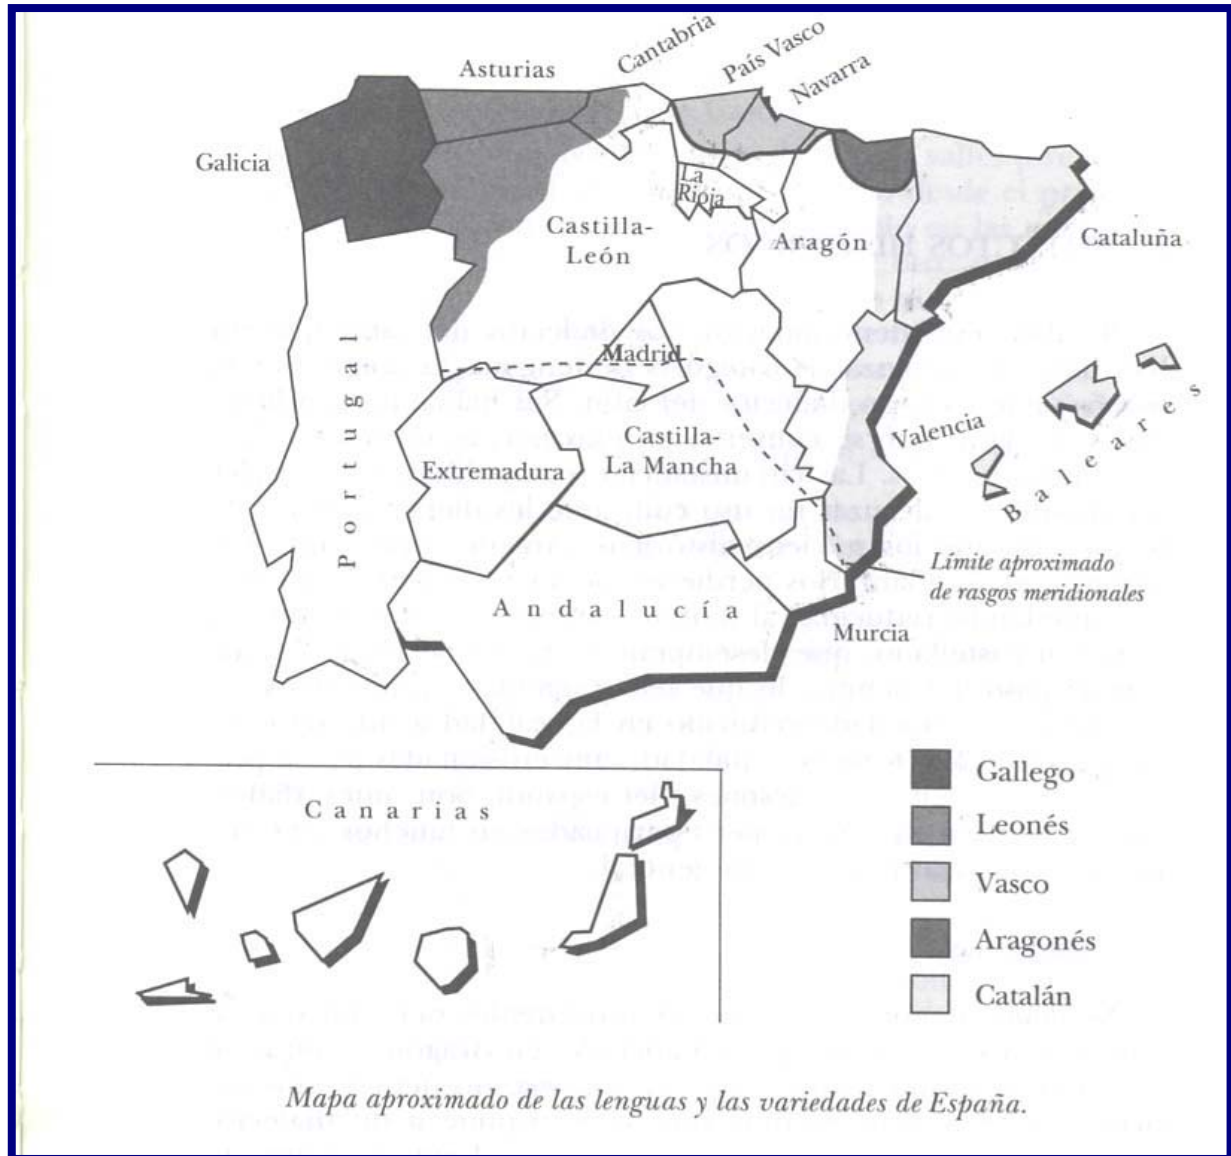 Asturias
Cantabria
País Vasco
Navarra
Galicia
La
Rioja
Castilla-
León
Aragón
Cataluña
Portugal
Madrid
Castilla-
La Mancha
Extremadura
Valencia
Baleares
Límite aproximado
de rasgos meridionales
Andalucía
Murcia
Canarias
Gallego
Leonés
Vasco
Aragonés
Catalán
Mapa aproximado de las lenguas y las variedades de España.